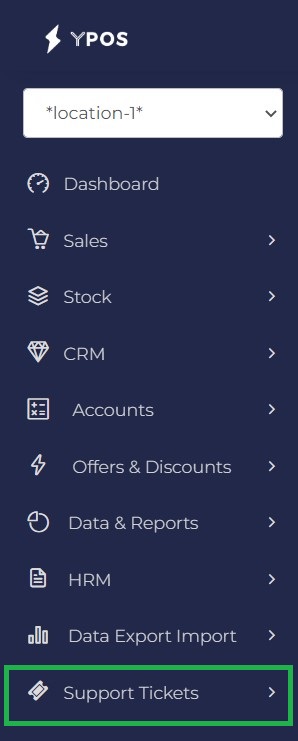 YPOS
*location-1*
Dashboard
Sales
Stock
CRM
Accounts
Offers & Discounts
Data & Reports
HRM
Data Export Import
Support Tickets